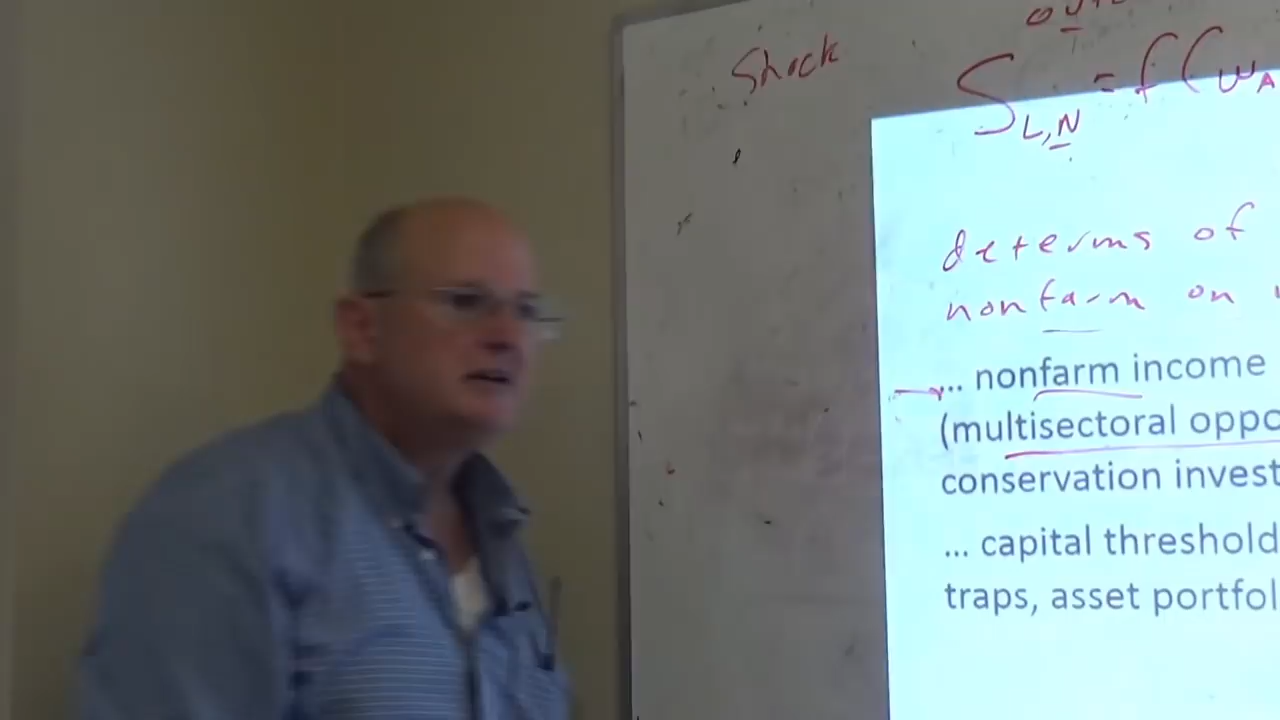 Shock
S L,N = f(w A
determs of
nonfarm on
... nonfarm income
(multisectoral oppo
conservation invest
... capital threshold
traps, asset portfol